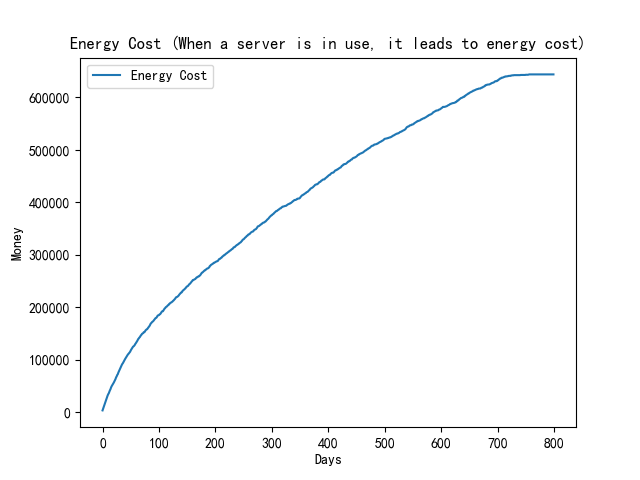 Energy Cost (When a server is in use, it leads to energy cost)
Energy Cost
600000
500000
400000
300000
200000
100000
0
Money
0 100 200 300 400 500 600 700 800
Days